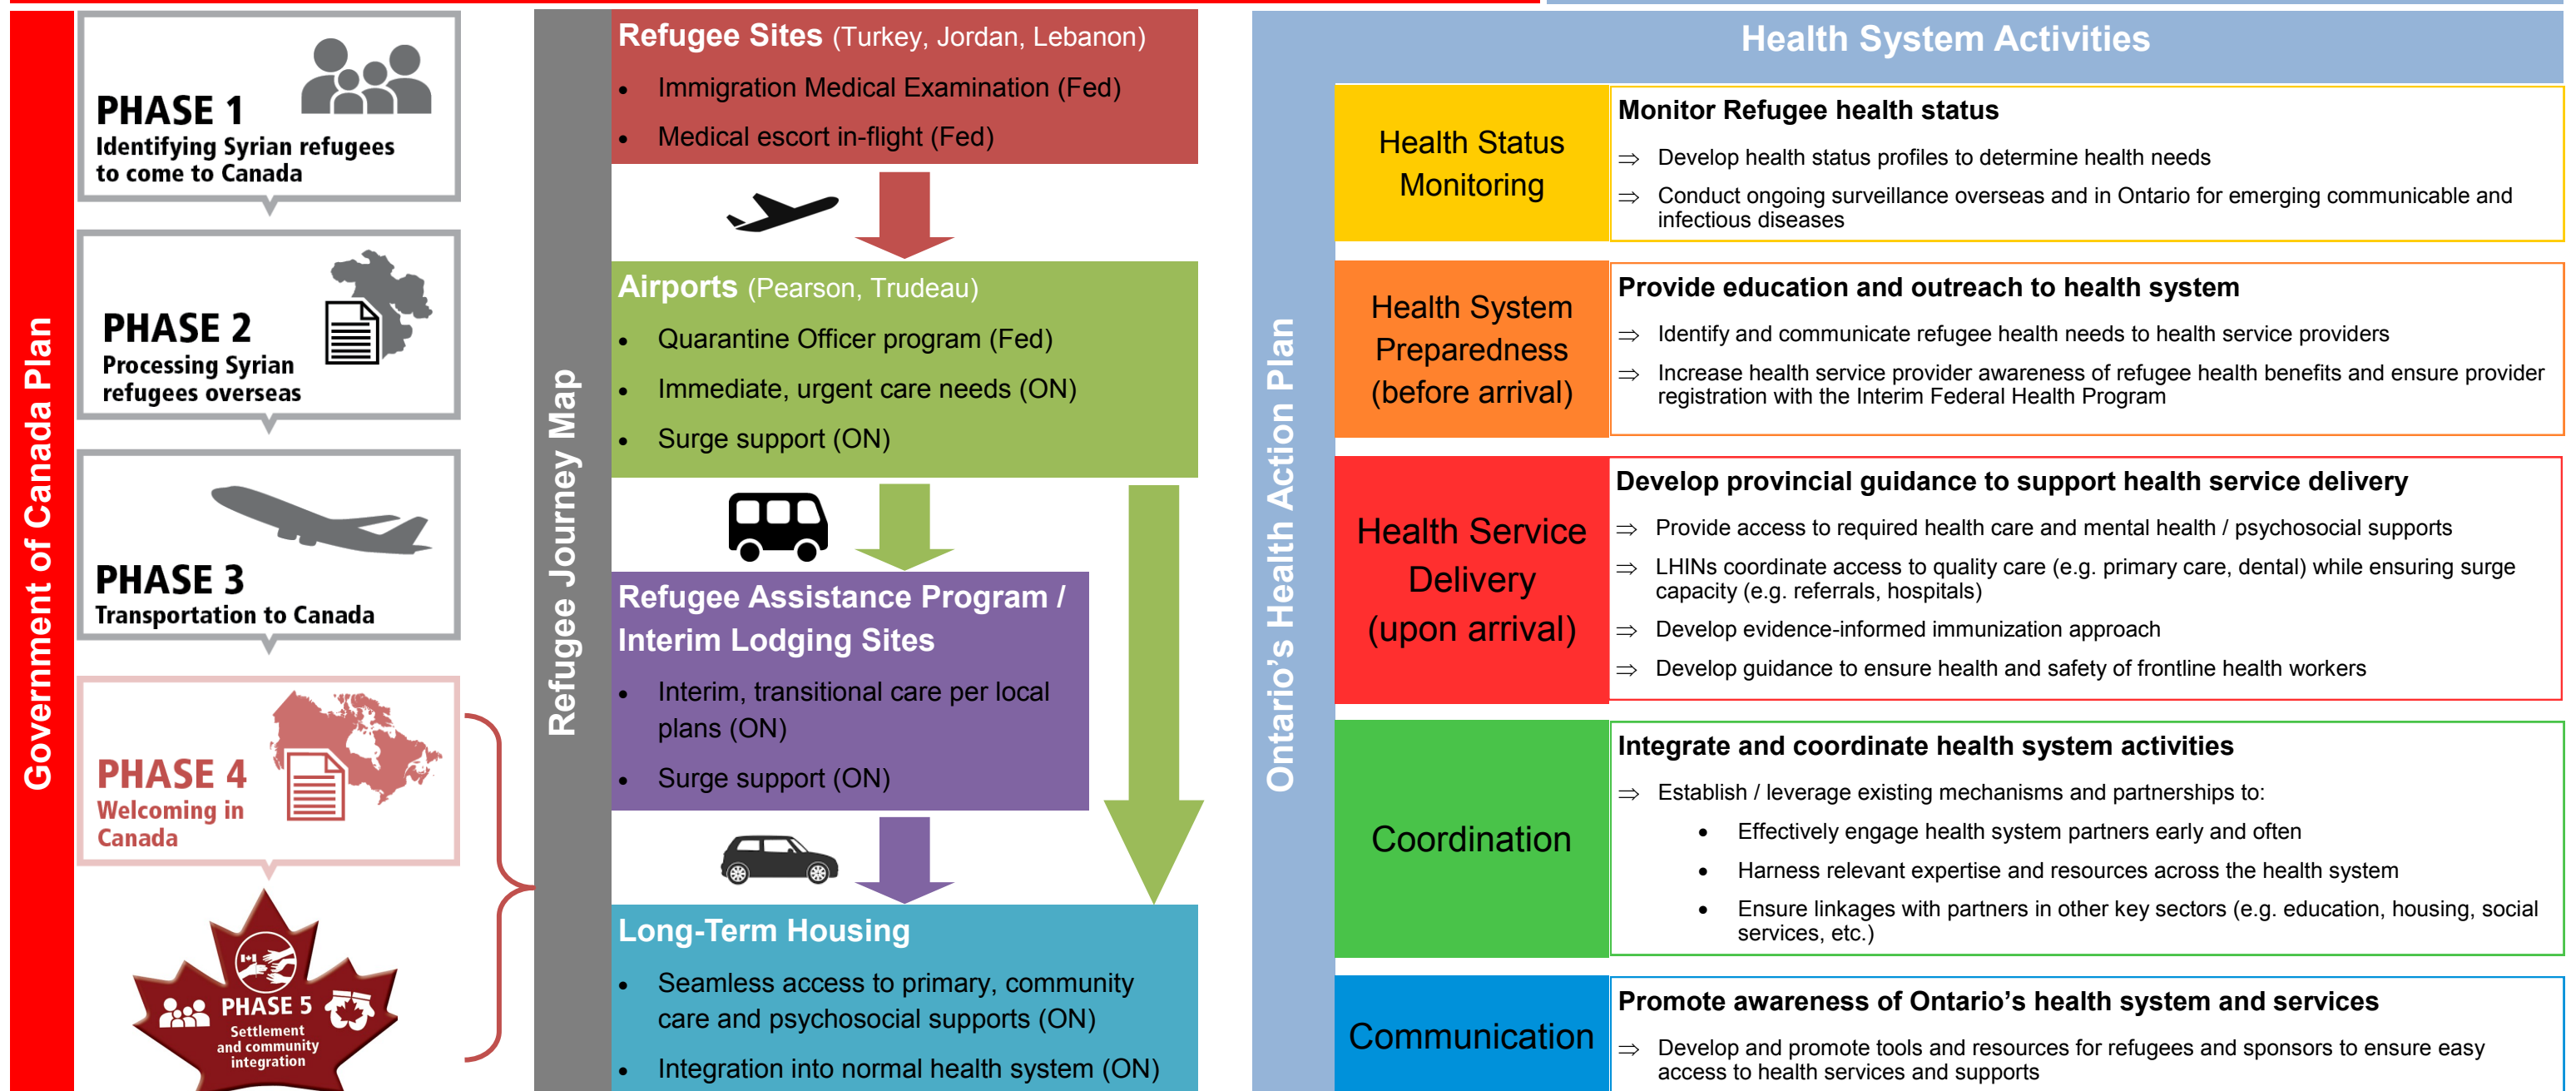 Government of Canada Plan
PHASE 1
Identifying Syrian refugees
to come to Canada
PHASE 2
Processing Syrian
refugees overseas
PHASE 3
Transportation to Canada
PHASE 4
Welcoming in
Canada
PHASE 5
Settlement
and community
integration
Refugee Journey Map
Refugee Sites (Turkey, Jordan, Lebanon)
• Immigration Medical Examination (Fed)
• Medical escort in-flight (Fed)
Airports (Pearson, Trudeau)
• Quarantine Officer program (Fed)
• Immediate, urgent care needs (ON)
• Surge support (ON)
Refugee Assistance Program /
Interim Lodging Sites
• Interim, transitional care per local
plans (ON)
• Surge support (ON)
Long-Term Housing
• Seamless access to primary, community
care and psychosocial supports (ON)
• Integration into normal health system (ON)
Ontario’s Health Action Plan
Health System Activities
Health Status
Monitoring
Monitor Refugee health status
⇒ Develop health status profiles to determine health needs
⇒ Conduct ongoing surveillance overseas and in Ontario for emerging communicable and
infectious diseases
Health System
Preparedness
(before arrival)
Provide education and outreach to health system
⇒ Identify and communicate refugee health needs to health service providers
⇒ Increase health service provider awareness of refugee health benefits and ensure provider
registration with the Interim Federal Health Program
Health Service
Delivery
(upon arrival)
Develop provincial guidance to support health service delivery
⇒ Provide access to required health care and mental health / psychosocial supports
⇒ LHINs coordinate access to quality care (e.g. primary care, dental) while ensuring surge
capacity (e.g. referrals, hospitals)
⇒ Develop evidence-informed immunization approach
⇒ Develop guidance to ensure health and safety of frontline health workers
Coordination
Integrate and coordinate health system activities
⇒ Establish / leverage existing mechanisms and partnerships to:
• Effectively engage health system partners early and often
• Harness relevant expertise and resources across the health system
• Ensure linkages with partners in other key sectors (e.g. education, housing, social
services, etc.)
Communication
Promote awareness of Ontario’s health system and services
⇒ Develop and promote tools and resources for refugees and sponsors to ensure easy
access to health services and supports